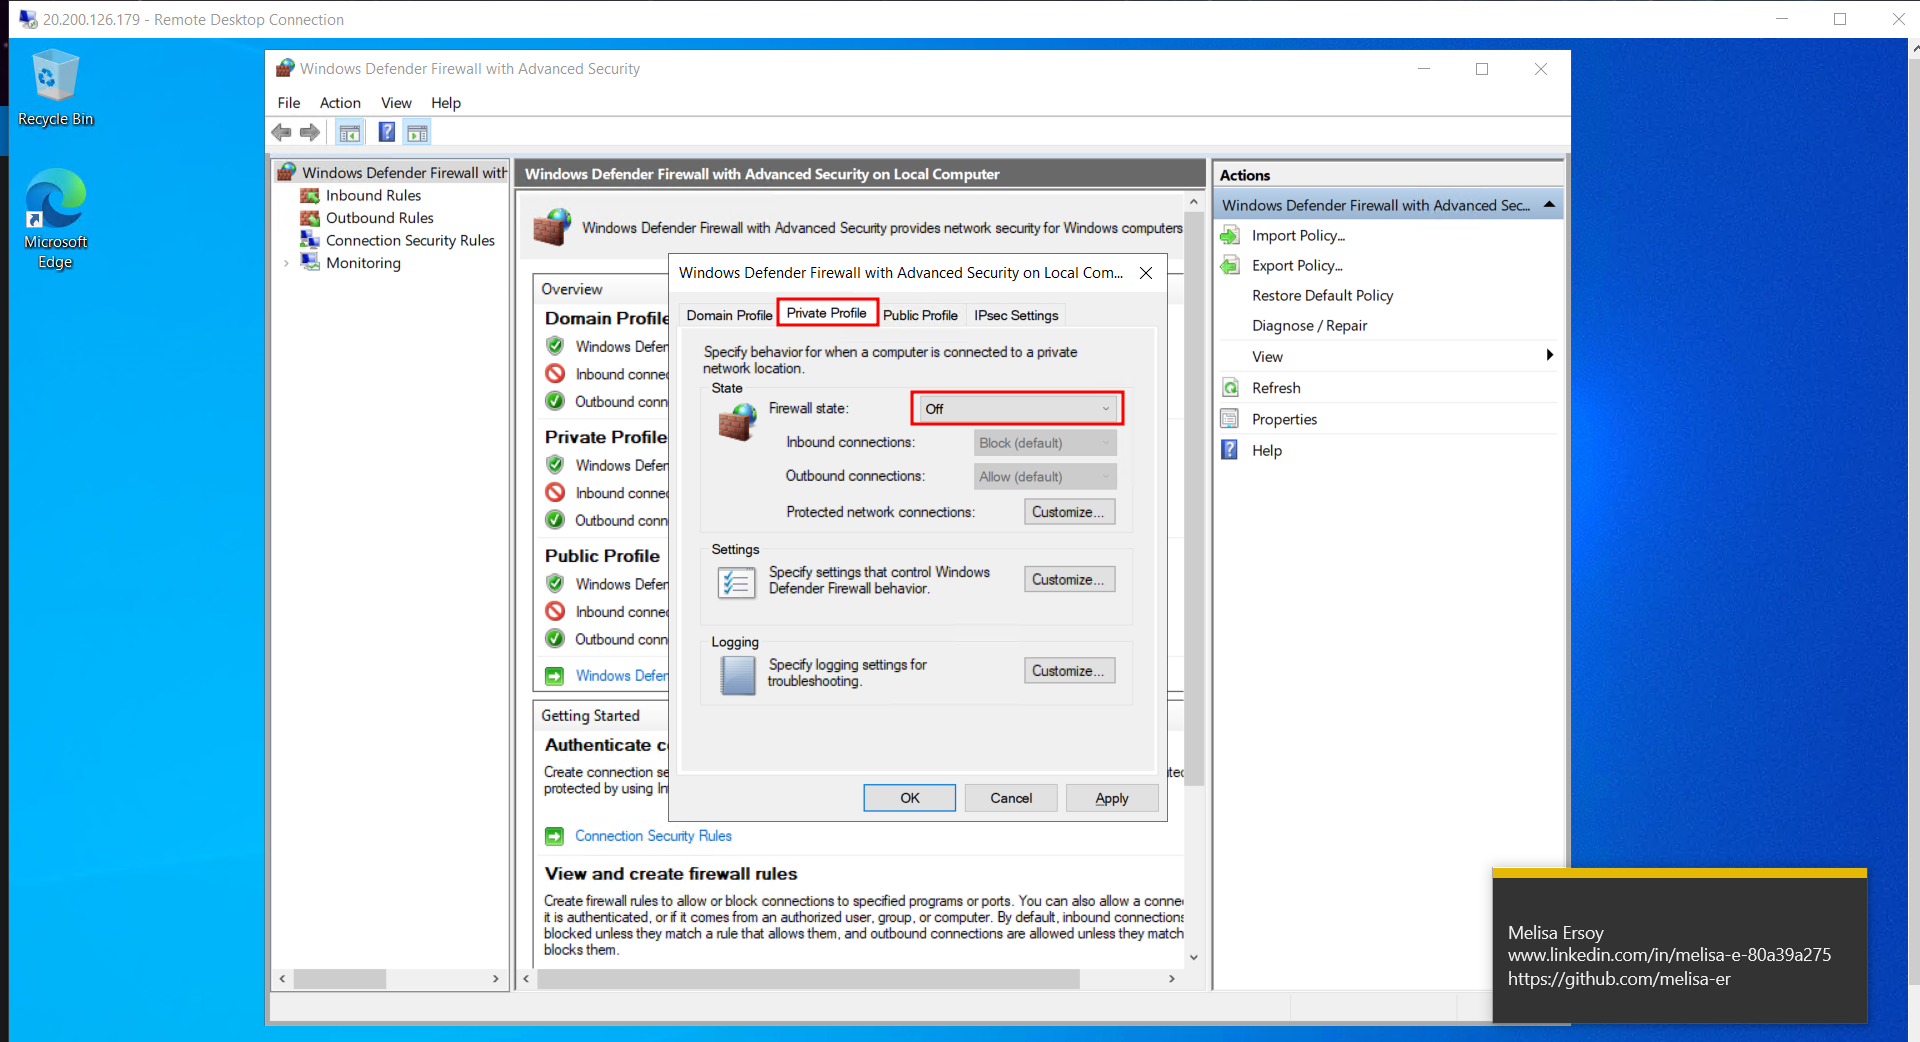 20.200.126.179 - Remote Desktop Connection
Recycle Bin
Microsoft
Edge
Windows Defender Firewall with Advanced Security
File Action View Help
Windows Defender Firewall with
Inbound Rules
Outbound Rules
Connection Security Rules
Monitoring
Windows Defender Firewall with Advanced Security on Local Computer
Windows Defender Firewall with Advanced Security provides network security for Windows computers
Overview
Domain Profile
Windows Defen
Inbound connec
Outbound conn
Private Profile
Windows Defen
Inbound connec
Outbound conn
Public Profile
Windows Defen
Inbound connec
Outbound conn
Windows Defen
Getting Started
Authenticate c
Create connection se
protected by using In
Connection Security Rules
View and create firewall rules
Create firewall rules to allow or block connections to specified programs or ports. You can also allow a conne
it is authenticated, or if it comes from an authorized user, group, or computer. By default, inbound connections
blocked unless they match a rule that allows them, and outbound connections are allowed unless they match
blocks them.
Windows Defender Firewall with Advanced Security on Local Com...
Domain Profile Private Profile Public Profile IPsec Settings
Specify behavior for when a computer is connected to a private
network location.
State
Firewall state: Off
Inbound connections: Block (default)
Outbound connections: Allow (default)
Protected network connections: Customize...
Settings
Specify settings that control Windows
Defender Firewall behavior.
Customize...
Logging
Specify logging settings for
troubleshooting.
Customize...
OK Cancel Apply
Actions
Windows Defender Firewall with Advanced Sec...
Import Policy...
Export Policy...
Restore Default Policy
Diagnose / Repair
View
Refresh
Properties
Help
Melisa Ersoy
www.linkedin.com/in/melisa-e-80a39a275
https://github.com/melisa-er